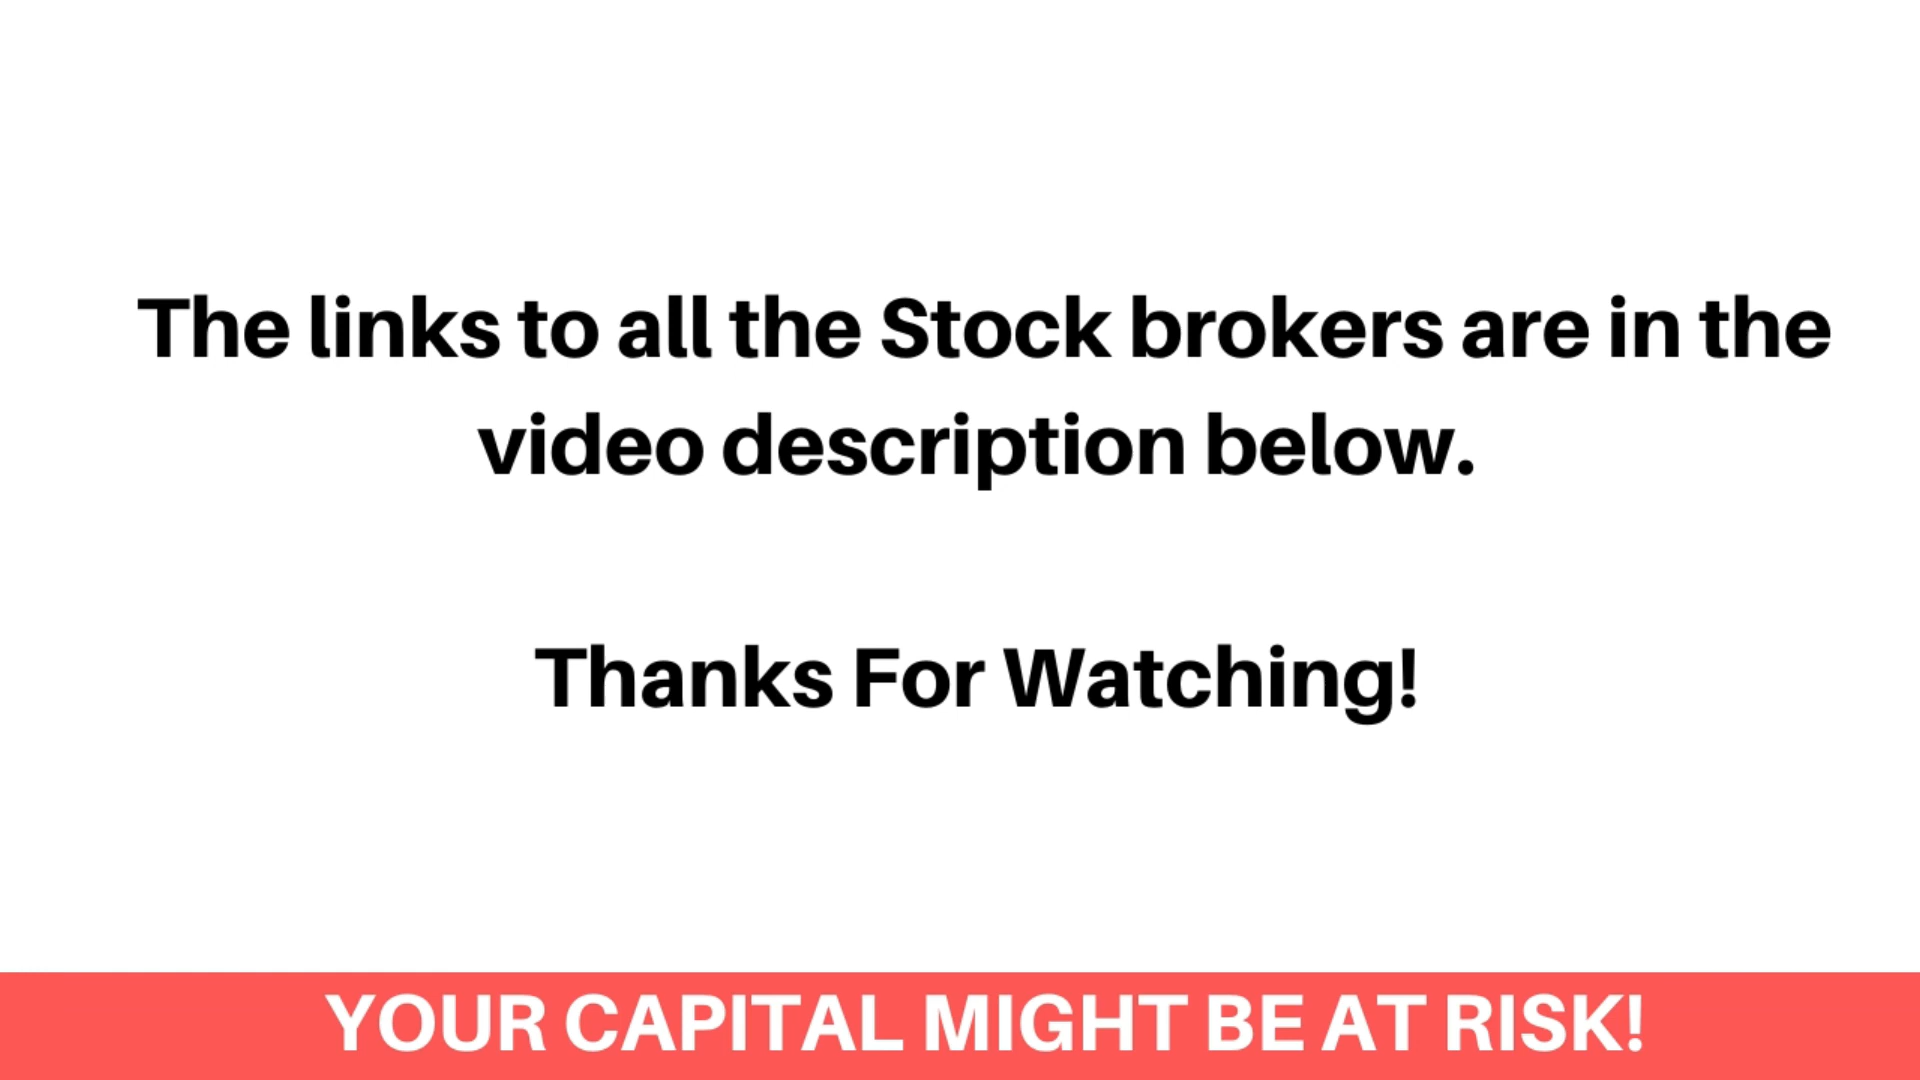 The links to all the Stock brokers are in the
video description below.
Thanks For Watching!
YOUR CAPITAL MIGHT BE AT RISK!